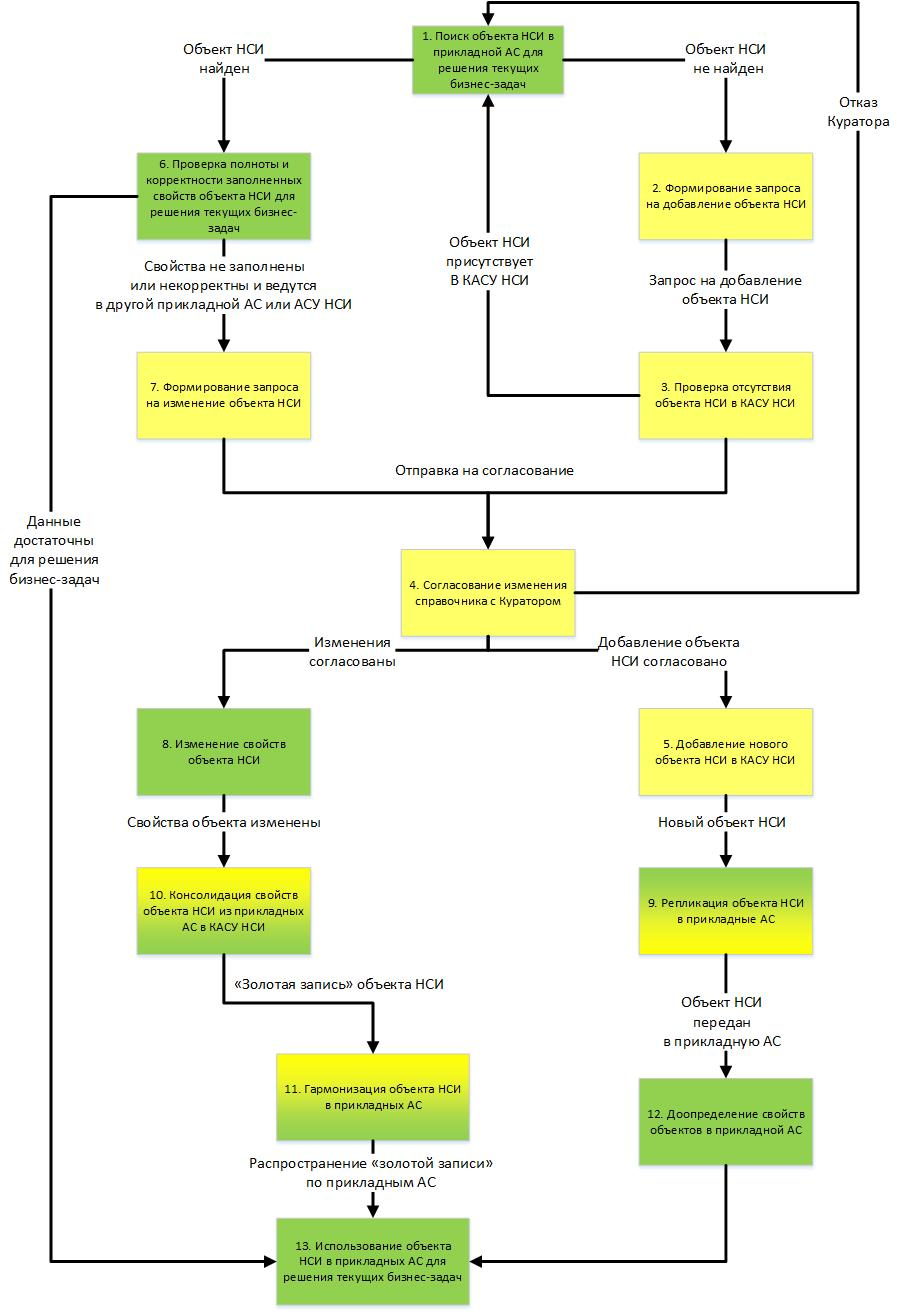 1. Поиск объекта НСИ в
прикладной АС для
решения текущих
бизнес-задач
Объект НСИ
найден
Объект НСИ
не найден
Отказ
Куратора
6. Проверка полноты и
корректности заполненных
свойств объекта НСИ для
решения текущих бизнес-
задач
2. Формирование запроса
на добавление объекта НСИ
Объект НСИ
присутствует
В КАСУ НСИ
Свойства не заполнены
или некорректны и ведутся
в другой прикладной АС или АСУ НСИ
Запрос на добавление
объекта НСИ
7. Формирование запроса
на изменение объекта НСИ
3. Проверка отсутствия
объекта НСИ в КАСУ НСИ
Отправка на согласование
Данные
достаточны
для решения
бизнес-задач
4. Согласование изменения
справочника с Куратором
Изменения
согласованы
Добавление объекта
НСИ согласовано
8. Изменение свойств
объекта НСИ
5. Добавление нового
объекта НСИ в КАСУ НСИ
Свойства объекта изменены
Новый объект НСИ
10. Консолидация свойств
объекта НСИ из прикладных
АС в КАСУ НСИ
9. Репликация объекта НСИ
в прикладные АС
«Золотая запись» объекта НСИ
Объект НСИ
передан
в прикладную АС
11. Гармонизация объекта НСИ
в прикладных АС
12. Доопределение свойств
объектов в прикладной АС
Распространение «золотой записи»
по прикладным АС
13. Использование объекта
НСИ в прикладных АС для
решения текущих бизнес-задач